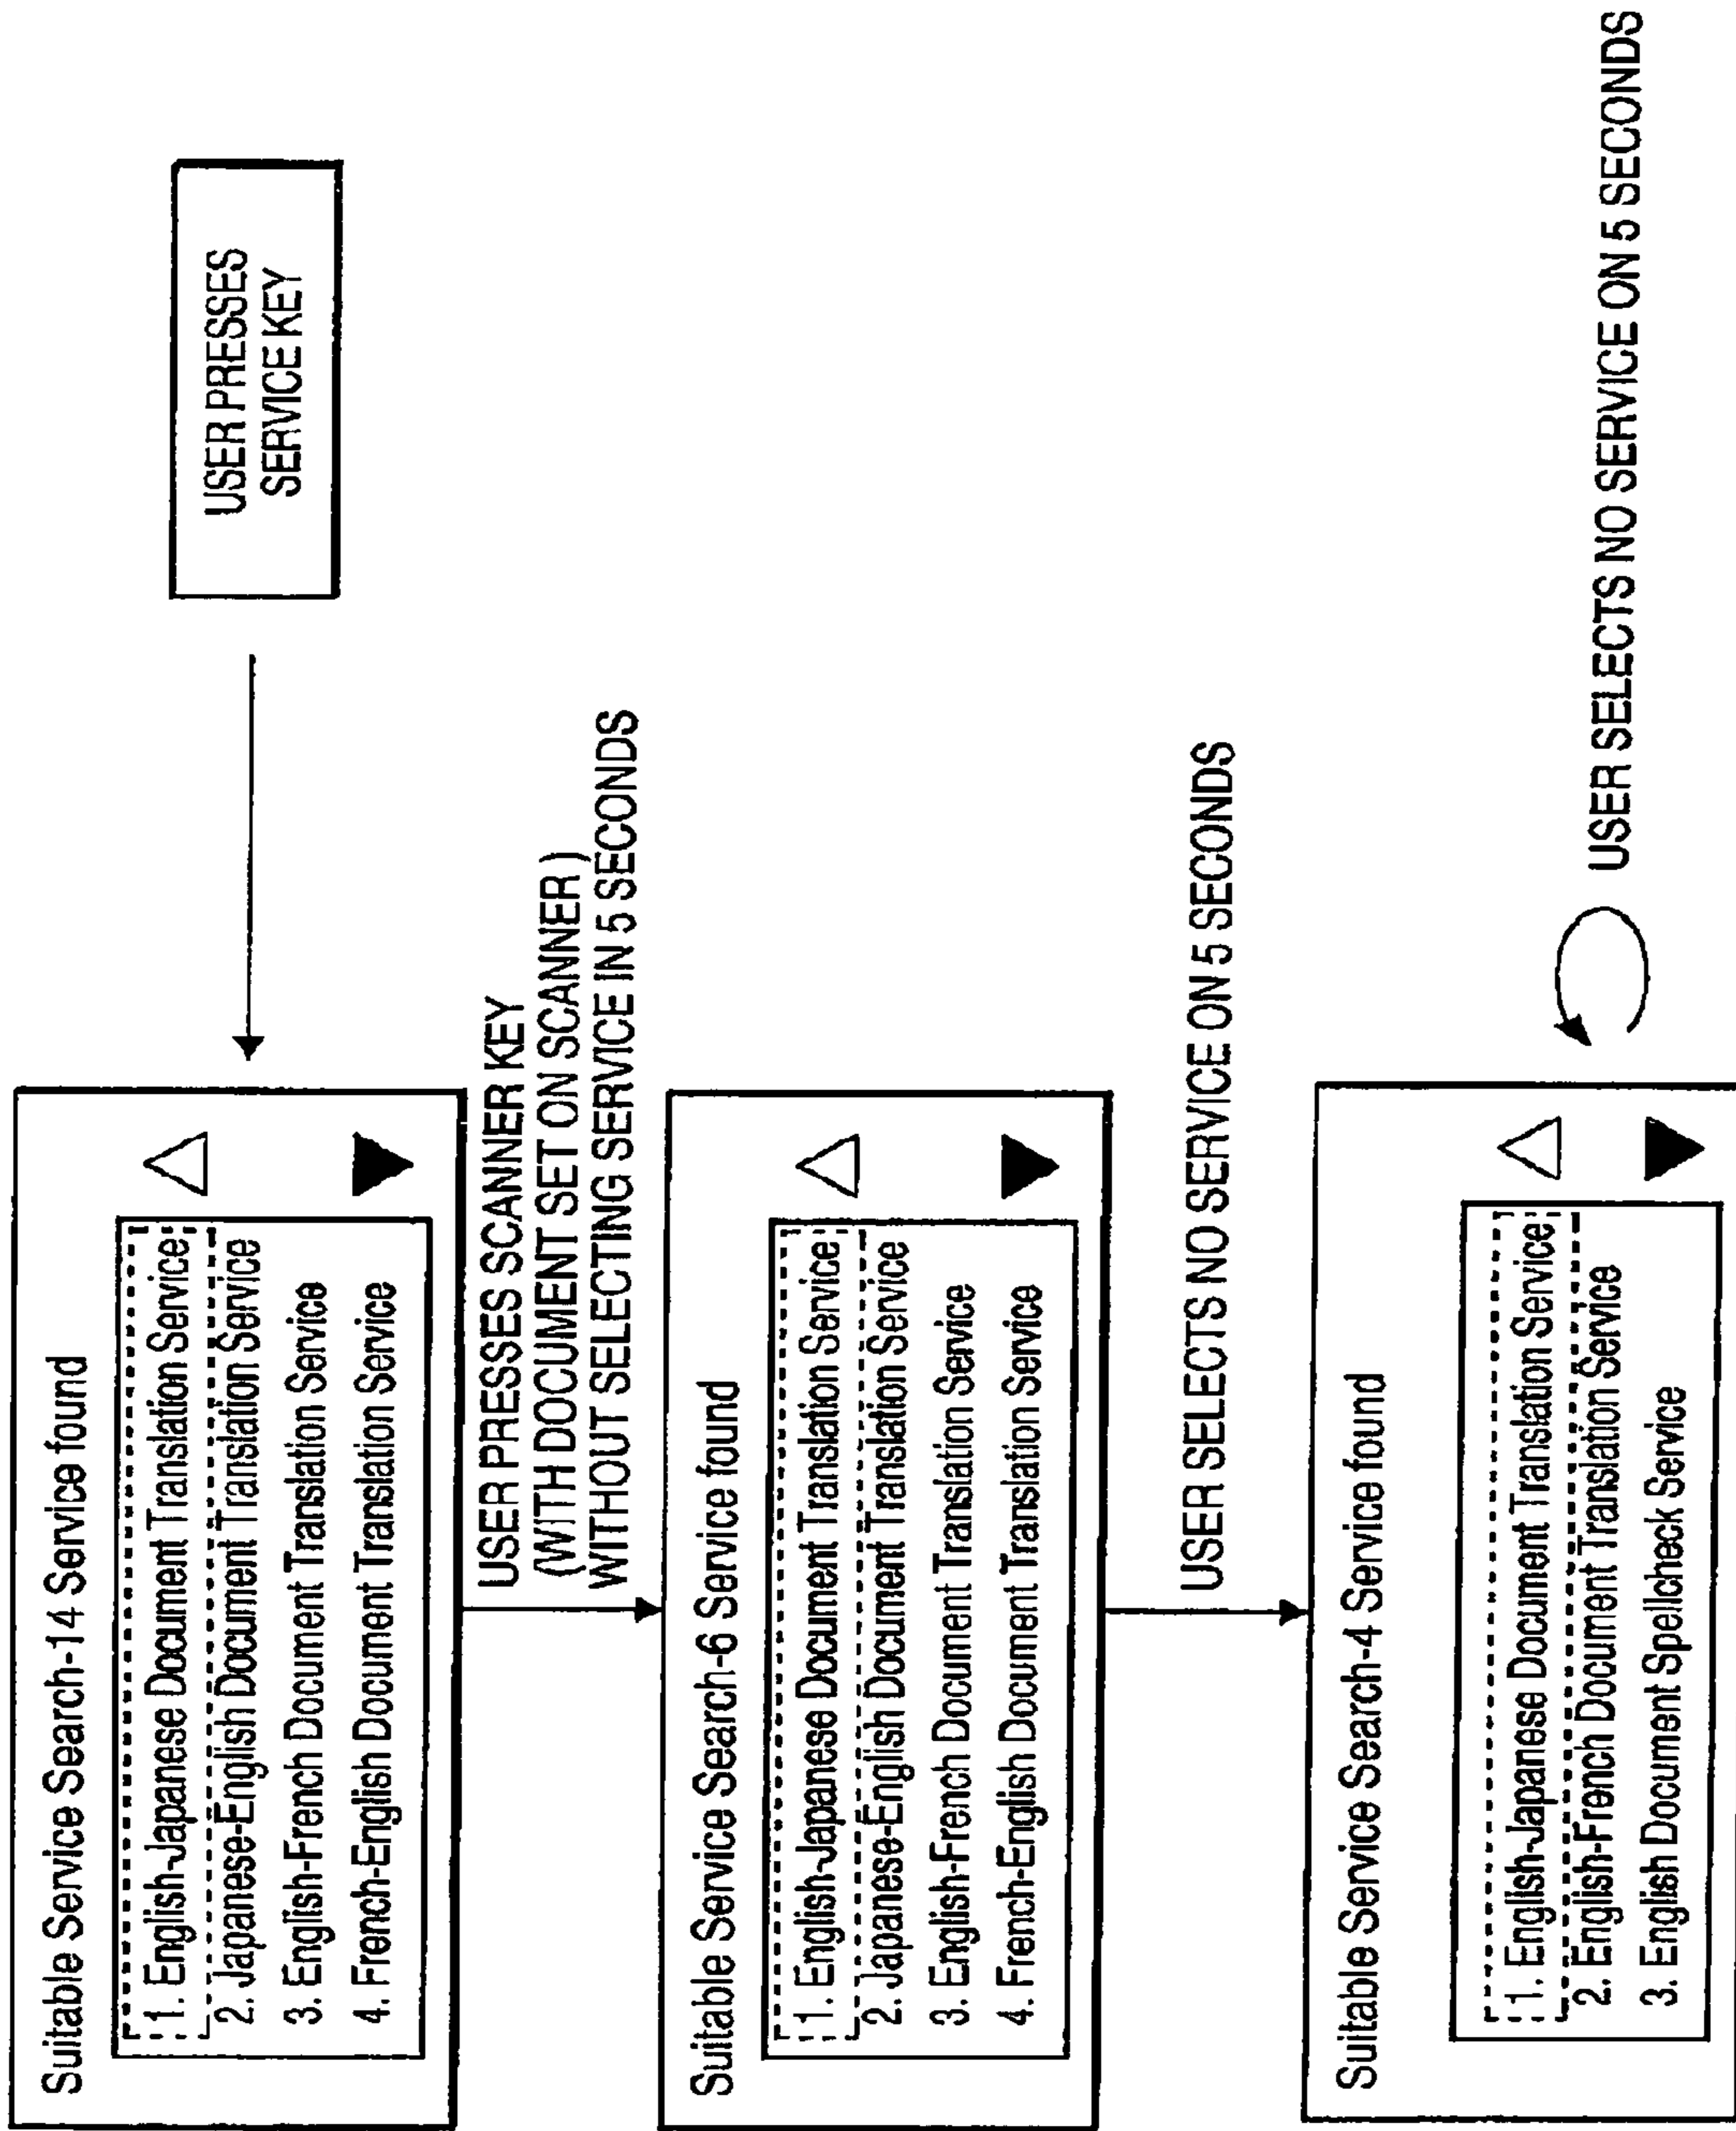 USER PRESSES
SERVICE KEY
Suitable Service Search-14 Service found
1. English-Japanese Document Translation Service
2. Japanese-English Document Translation Service
3. English-French Document Translation Service
4. French-English Document Translation Service
USER PRESSES SCANNER KEY
(WITH DOCUMENT SET ON SCANNER)
WITHOUT SELECTING SERVICE IN 5 SECONDS
Suitable Service Search-6 Service found
1. English-Japanese Document Translation Service
2. Japanese-English Document Translation Service
3. English-French Document Translation Service
4. French-English Document Translation Service
USER SELECTS NO SERVICE ON 5 SECONDS
Suitable Service Search-4 Service found
1. English-Japanese Document Translation Service
2. English-French Document Translation Service
3. English Document Spellcheck Service
USER SELECTS NO SERVICE ON 5 SECONDS